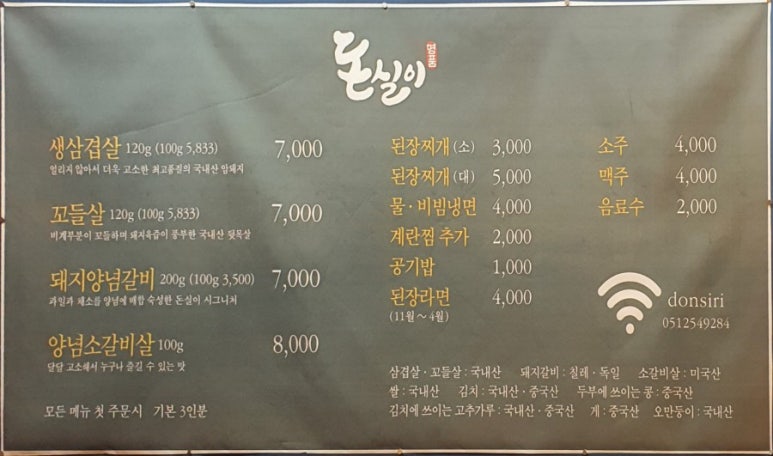 돈실이
명품
생삼겹살 120g (100g 5,833) 7,000
얼리지 않아서 더욱 고소한 최고품질의 국내산 암돼지
꼬들살 120g (100g 5,833) 7,000
비계부분이 꼬들하며 돼지육즙이 풍부한 국내산 뒷목살
돼지양념갈비 200g (100g 3,500) 7,000
과일과 채소를 양념에 배합 숙성한 돈실이 시그니처
양념소갈비살 100g 8,000
달달 고소해서 누구나 즐길 수 있는 맛
모든 메뉴 첫 주문시 기본 3인분
된장찌개 (소) 3,000
된장찌개 (대) 5,000
물·비빔냉면 4,000
계란찜 추가 2,000
공기밥 1,000
된장라면 4,000
(11월 ~ 4월)
소주 4,000
맥주 4,000
음료수 2,000
donsiri
0512549284
삼겹살·꼬들살 : 국내산 돼지갈비 : 칠레·독일 소갈비살 : 미국산
쌀 : 국내산 김치 : 국내산·중국산 두부에 쓰이는 콩 : 중국산
김치에 쓰이는 고추가루 : 국내산·중국산 게 : 중국산 오만둥이 : 국내산